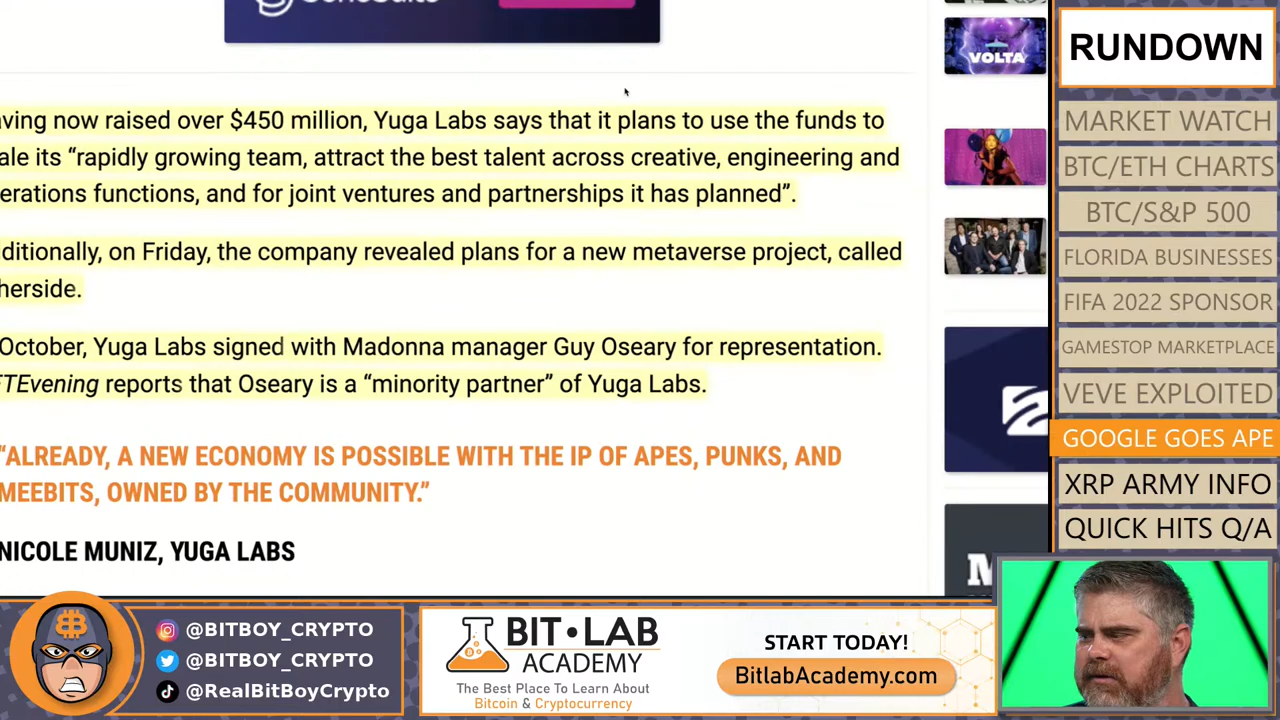 VOLTA
aving now raised over $450 million, Yuga Labs says that it plans to use the funds to
ale its “rapidly growing team, attract the best talent across creative, engineering and
erations functions, and for joint ventures and partnerships it has planned”.
ditionally, on Friday, the company revealed plans for a new metaverse project, called
herside.
October, Yuga Labs signed with Madonna manager Guy Oseary for representation.
FTEvening reports that Oseary is a “minority partner” of Yuga Labs.
“ALREADY, A NEW ECONOMY IS POSSIBLE WITH THE IP OF APES, PUNKS, AND
MEEBITS, OWNED BY THE COMMUNITY.”
NICOLE MUNIZ, YUGA LABS
RUNDOWN
MARKET WATCH
BTC/ETH CHARTS
BTC/S&P 500
FLORIDA BUSINESSES
FIFA 2022 SPONSOR
GAMESTOP MARKETPLACE
VEVE EXPLOITED
GOOGLE GOES APE
XRP ARMY INFO
QUICK HITS Q/A
@BITBOY_CRYPTO
@BITBOY_CRYPTO
@RealBitBoyCrypto
BIT•LAB
ACADEMY
The Best Place To Learn About
Bitcoin & Cryptocurrency
START TODAY!
BitlabAcademy.com